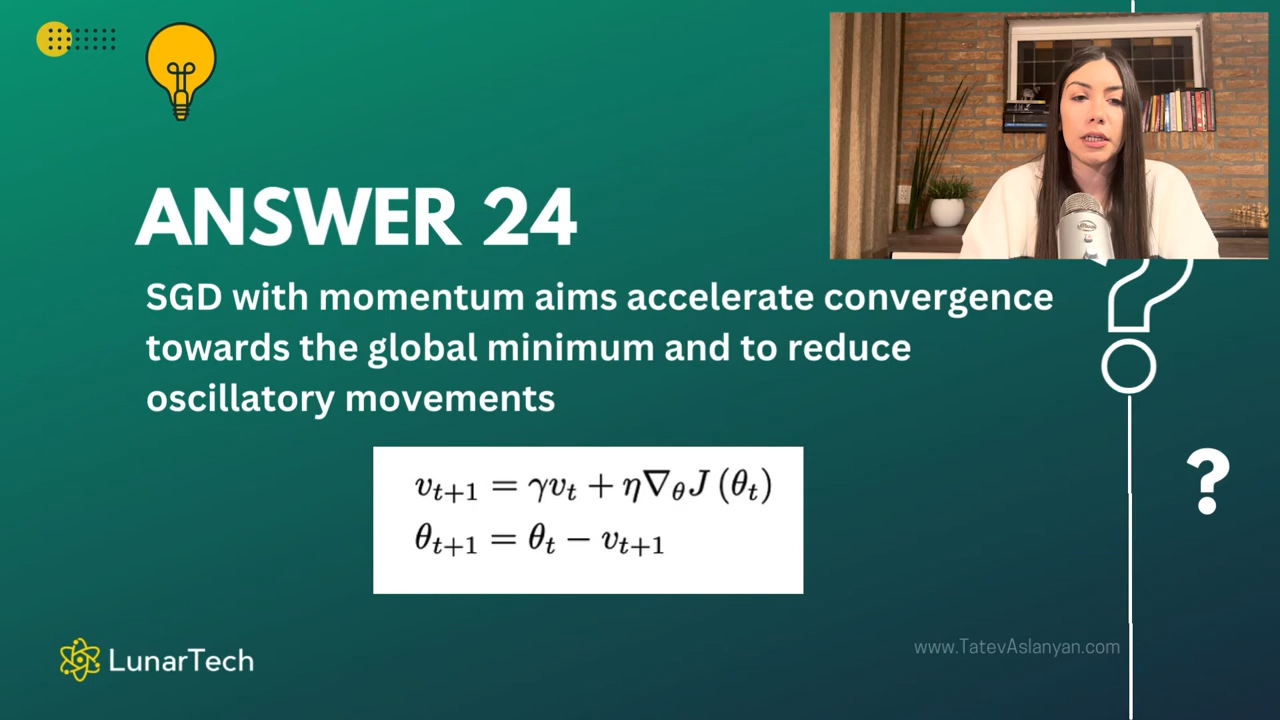 ANSWER 24
SGD with momentum aims accelerate convergence
towards the global minimum and to reduce
oscillatory movements
v_{t+1} = γv_t + η∇_θJ (θ_t)
θ_{t+1} = θ_t − v_{t+1}
?
?
LunarTech
www.TatevAslanyan.com